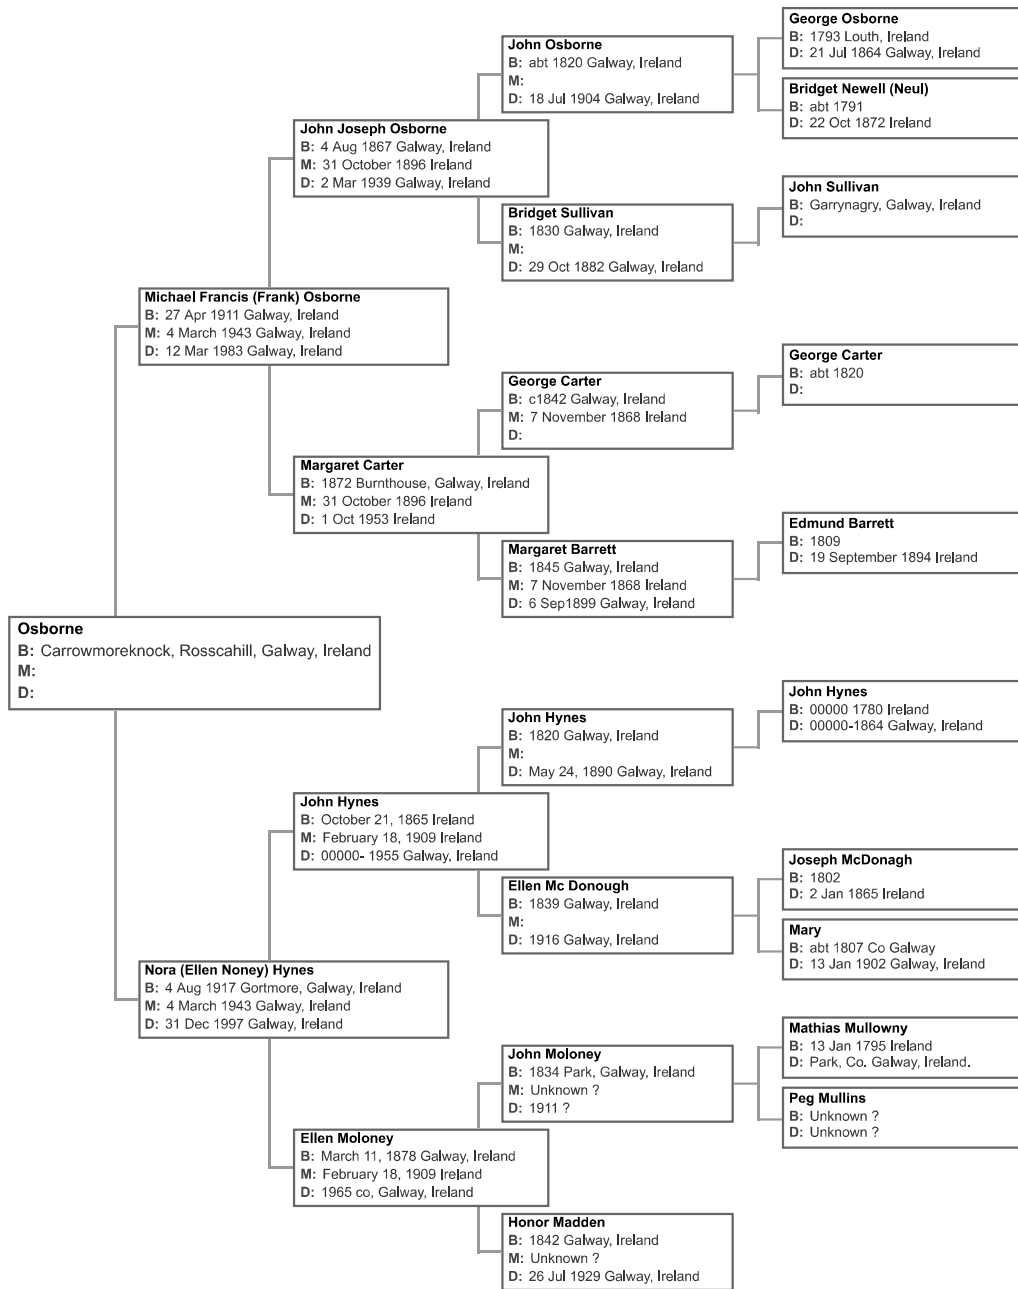 George Osborne
B: 1793 Louth, Ireland
D: 21 Jul 1864 Galway, Ireland
John Osborne
B: abt 1820 Galway, Ireland
M:
D: 18 Jul 1904 Galway, Ireland
Bridget Newell (Neul)
B: abt 1791
D: 22 Oct 1872 Ireland
John Joseph Osborne
B: 4 Aug 1867 Galway, Ireland
M: 31 October 1896 Ireland
D: 2 Mar 1939 Galway, Ireland
John Sullivan
B: Garrynagry, Galway, Ireland
D:
Bridget Sullivan
B: 1830 Galway, Ireland
M:
D: 29 Oct 1882 Galway, Ireland
Michael Francis (Frank) Osborne
B: 27 Apr 1911 Galway, Ireland
M: 4 March 1943 Galway, Ireland
D: 12 Mar 1983 Galway, Ireland
George Carter
B: abt 1820
D:
George Carter
B: c1842 Galway, Ireland
M: 7 November 1868 Ireland
D:
Margaret Carter
B: 1872 Burnthouse, Galway, Ireland
M: 31 October 1896 Ireland
D: 1 Oct 1953 Ireland
Edmund Barrett
B: 1809
D: 19 September 1894 Ireland
Margaret Barrett
B: 1845 Galway, Ireland
M: 7 November 1868 Ireland
D: 6 Sep1899 Galway, Ireland
Osborne
B: Carrowmoreknock, Rosscahill, Galway, Ireland
M:
D:
John Hynes
B: 00000 1780 Ireland
D: 00000-1864 Galway, Ireland
John Hynes
B: 1820 Galway, Ireland
M:
D: May 24, 1890 Galway, Ireland
John Hynes
B: October 21, 1865 Ireland
M: February 18, 1909 Ireland
D: 00000- 1955 Galway, Ireland
Joseph McDonagh
B: 1802
D: 2 Jan 1865 Ireland
Ellen Mc Donough
B: 1839 Galway, Ireland
M:
D: 1916 Galway, Ireland
Mary
B: abt 1807 Co Galway
D: 13 Jan 1902 Galway, Ireland
Nora (Ellen Noney) Hynes
B: 4 Aug 1917 Gortmore, Galway, Ireland
M: 4 March 1943 Galway, Ireland
D: 31 Dec 1997 Galway, Ireland
Mathias Mullowny
B: 13 Jan 1795 Ireland
D: Park, Co. Galway, Ireland.
John Moloney
B: 1834 Park, Galway, Ireland
M: Unknown ?
D: 1911 ?
Peg Mullins
B: Unknown ?
D: Unknown ?
Ellen Moloney
B: March 11, 1878 Galway, Ireland
M: February 18, 1909 Ireland
D: 1965 co, Galway, Ireland
Honor Madden
B: 1842 Galway, Ireland
M: Unknown ?
D: 26 Jul 1929 Galway, Ireland